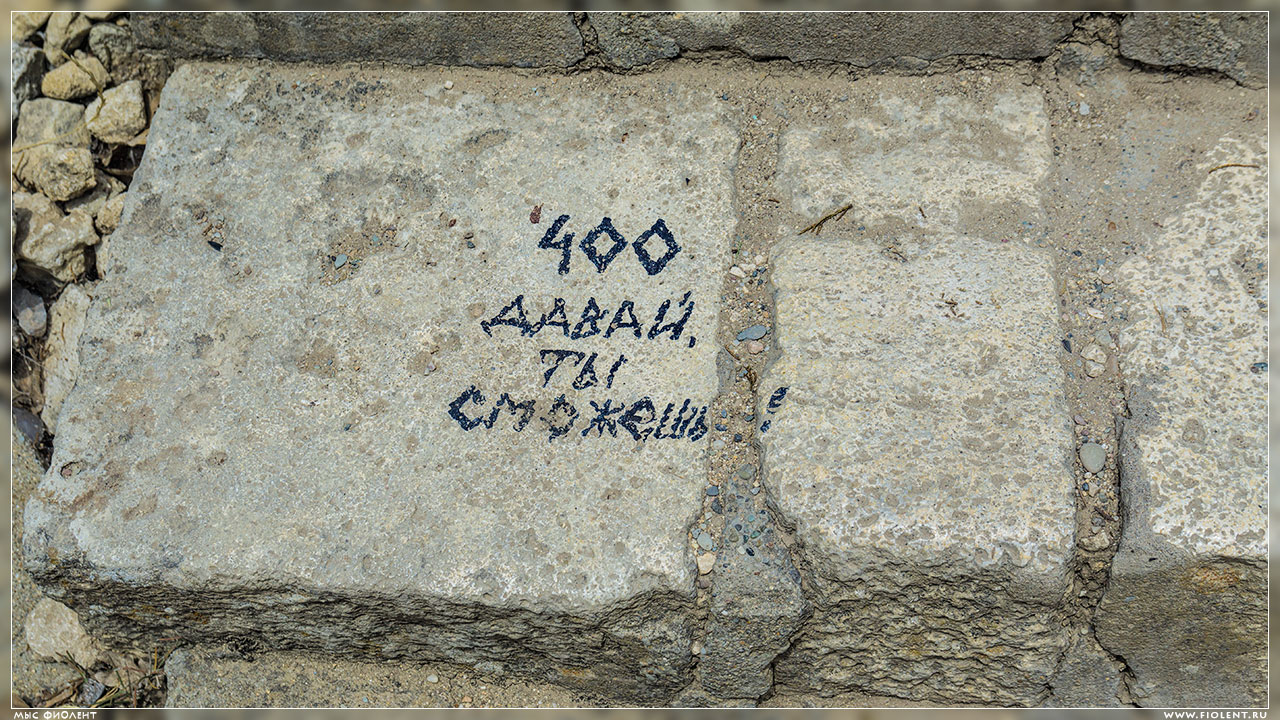 400
ДАВАЙ,
ТЫ
СМОЖЕШЬ!
МЫС ФИОЛЕНТ
WWW.FIOLENT.RU